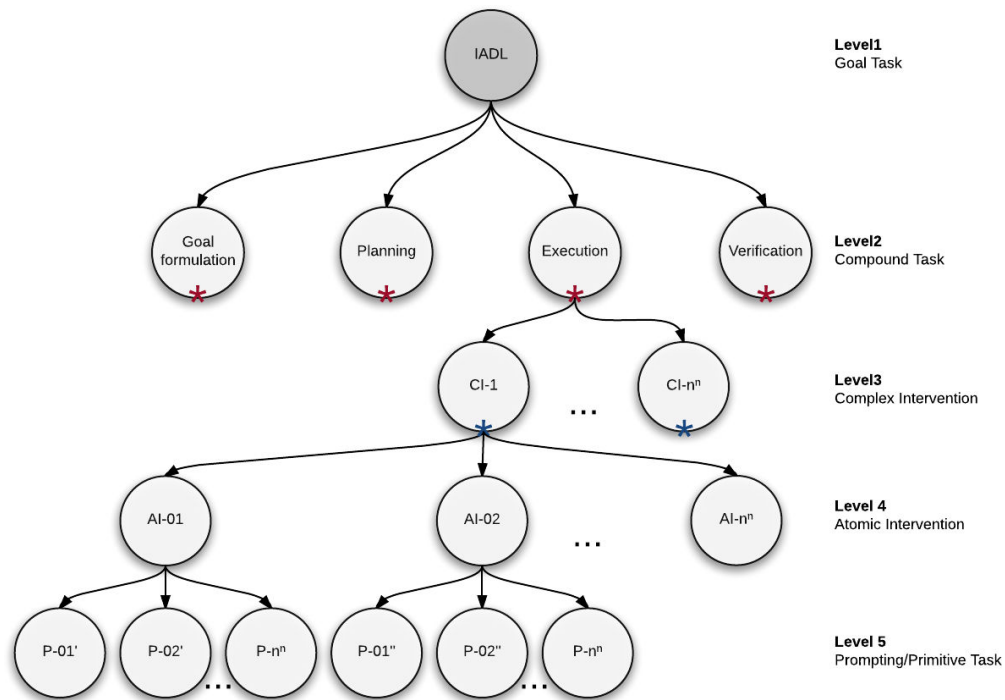 IADL
Level1
Goal Task
Goal
formulation
Planning
Execution
Verification
Level2
Compound Task
CI-1
...
CI-nⁿ
Level3
Complex Intervention
AI-01
AI-02
...
AI-nⁿ
Level 4
Atomic Intervention
P-01'
P-02'
...
P-nⁿ
P-01"
P-02"
...
P-nⁿ
Level 5
Prompting/Primitive Task